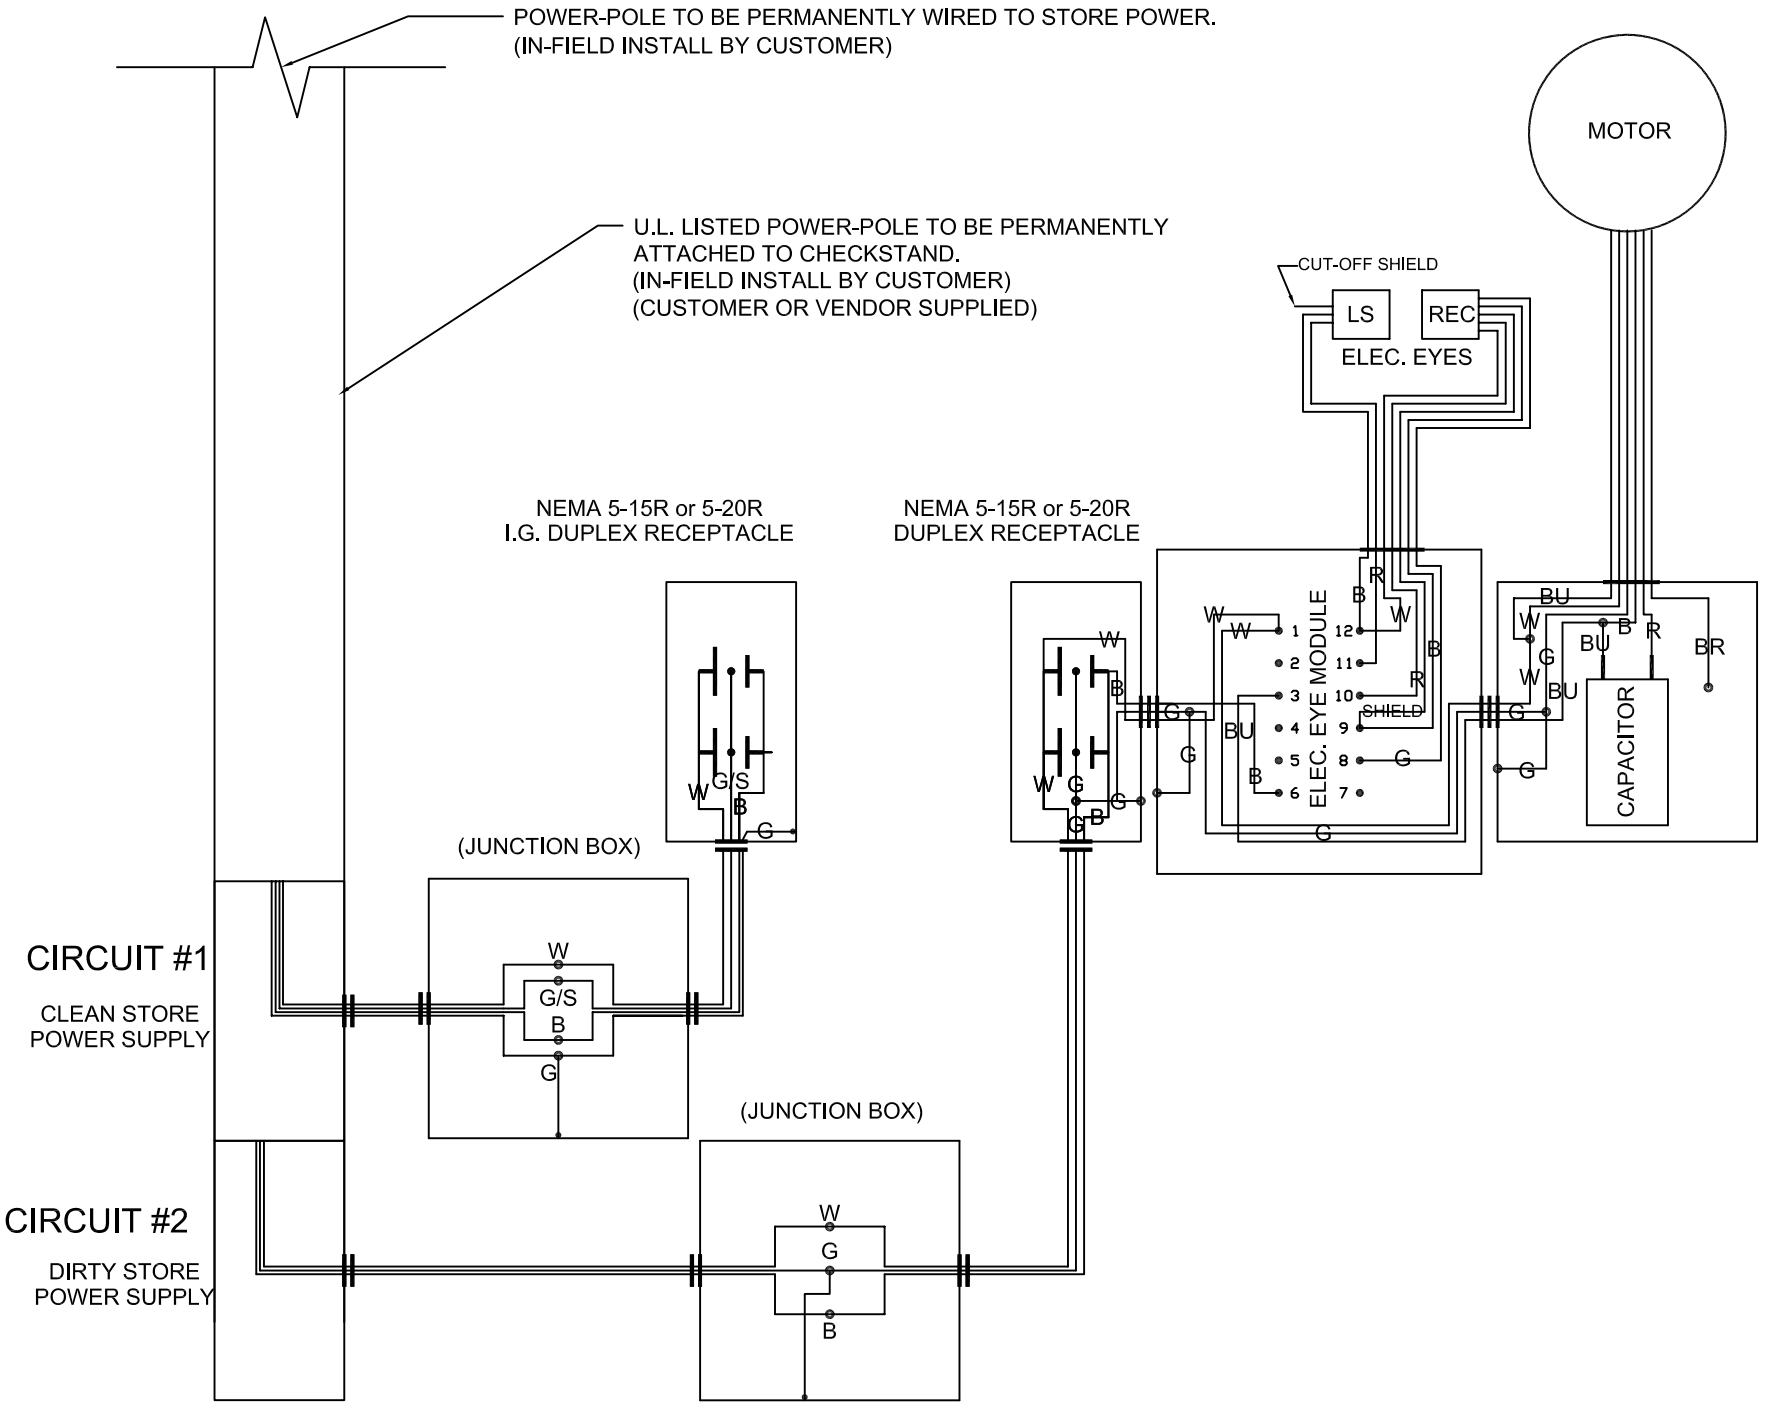 POWER-POLE TO BE PERMANENTLY WIRED TO STORE POWER.
(IN-FIELD INSTALL BY CUSTOMER)
MOTOR
U.L. LISTED POWER-POLE TO BE PERMANENTLY
ATTACHED TO CHECKSTAND.
(IN-FIELD INSTALL BY CUSTOMER)
(CUSTOMER OR VENDOR SUPPLIED)
CUT-OFF SHIELD
LS
REC
ELEC. EYES
NEMA 5-15R or 5-20R
I.G. DUPLEX RECEPTACLE
NEMA 5-15R or 5-20R
DUPLEX RECEPTACLE
W
G/S
B
G
W
B
W
G
G
G
B
G
G
W
W
BU
B
ELEC. EYE MODULE
1
2
3
4
5
6
12
11
10
9
8
7
B
R
W
B
R
SHIELD
G
G
G
G
BU
W
G
W
BU
BU
B
R
BR
CAPACITOR
(JUNCTION BOX)
CIRCUIT #1
CLEAN STORE
POWER SUPPLY
W
G/S
B
G
(JUNCTION BOX)
CIRCUIT #2
DIRTY STORE
POWER SUPPLY
W
G
B